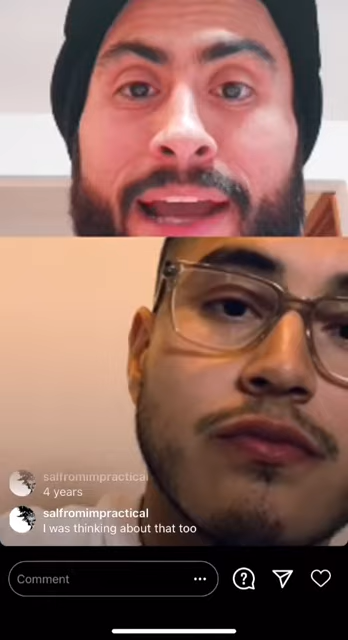 salfromimpractical
4 years
salfromimpractical
I was thinking about that too
Comment